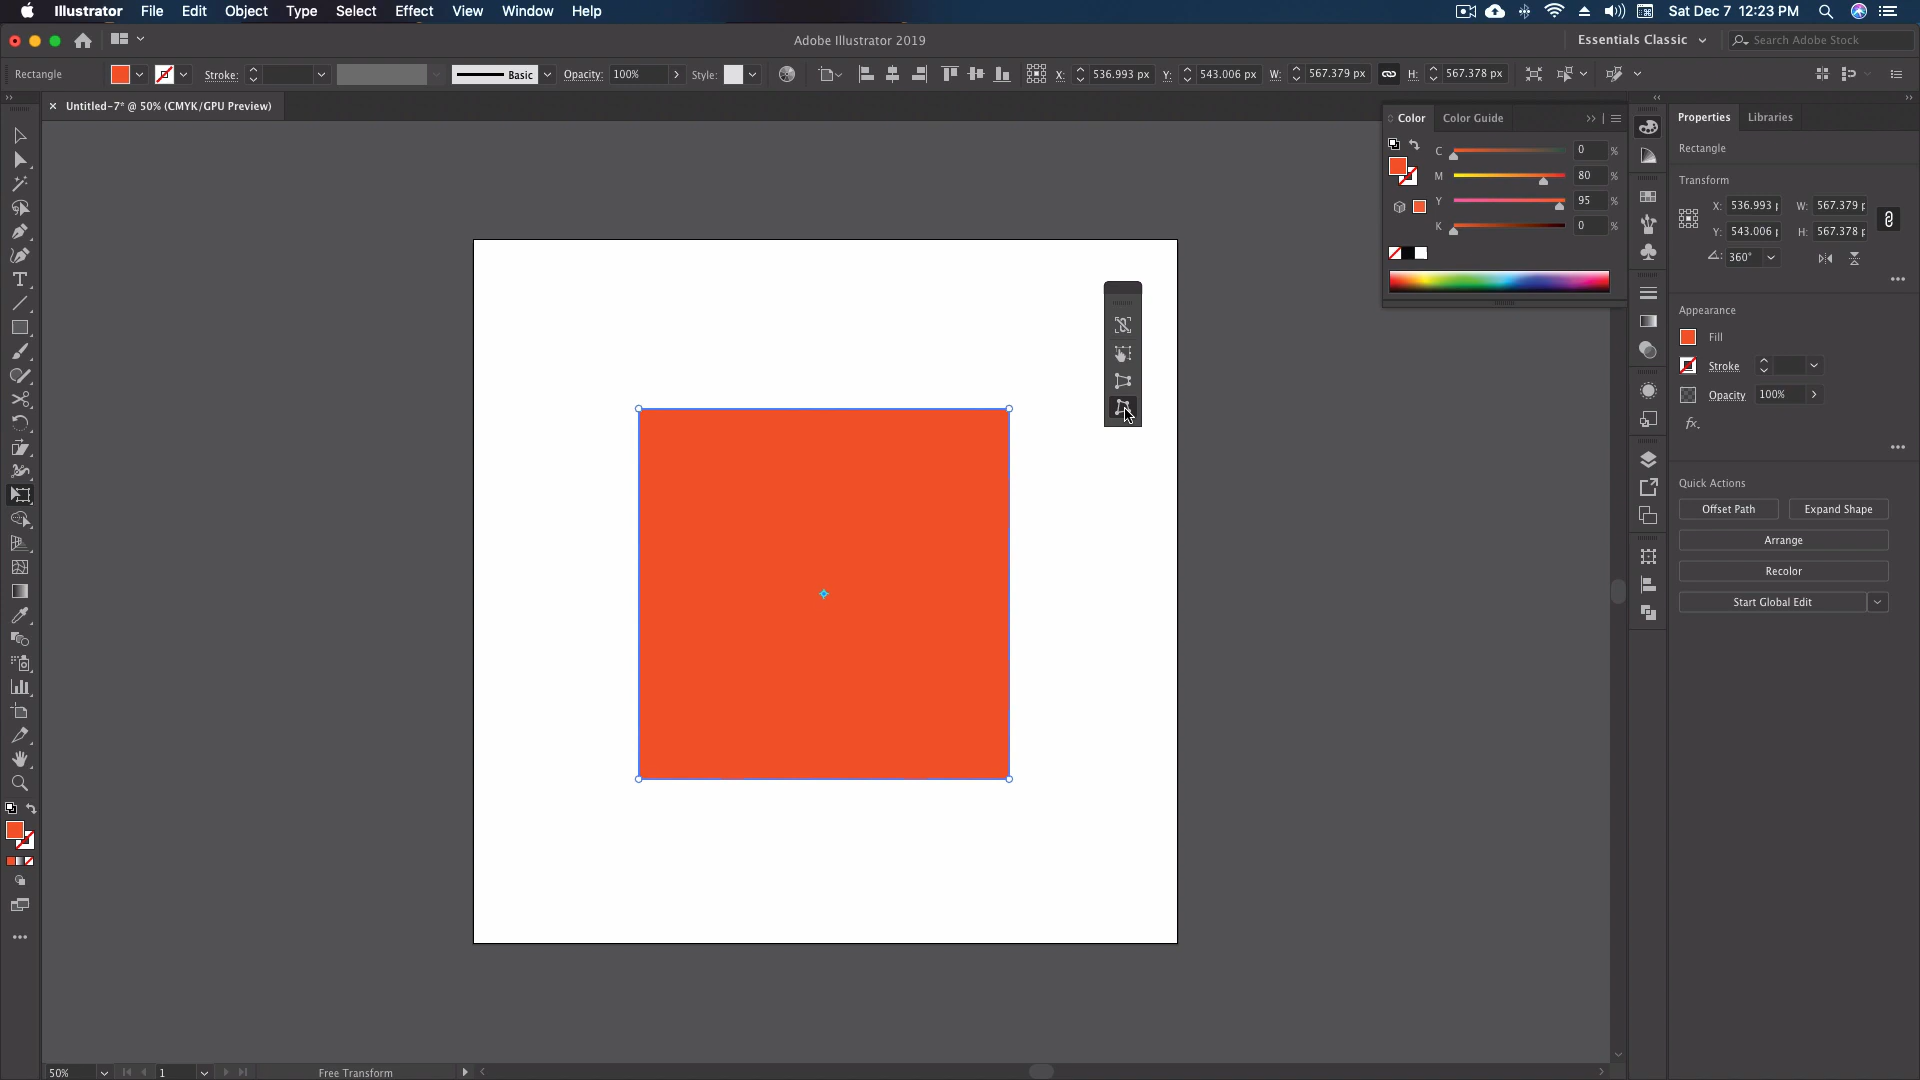 Illustrator File Edit Object Type Select Effect View Window Help
Sat Dec 7 12:23 PM
Adobe Illustrator 2019
Essentials Classic
Search Adobe Stock
Rectangle
Stroke:
Basic
Opacity: 100%
Style:
X: 536.993 px
Y: 543.006 px
W: 567.379 px
H: 567.378 px
× Untitled-7* @ 50% (CMYK/GPU Preview)
Color Color Guide
C 0 %
M 80 %
Y 95 %
K 0 %
Properties Libraries
Rectangle
Transform
X: 536.993 p W: 567.379 p
Y: 543.006 p H: 567.378 p
360°
Appearance
Fill
Stroke
Opacity 100%
fx.
Quick Actions
Offset Path Expand Shape
Arrange
Recolor
Start Global Edit
50% 1 Free Transform